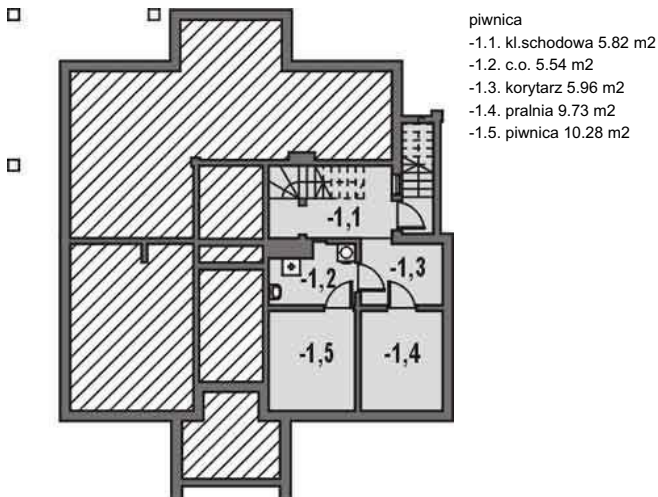 piwnica
-1.1. kl.schodowa 5.82 m2
-1.2. c.o. 5.54 m2
-1.3. korytarz 5.96 m2
-1.4. pralnia 9.73 m2
-1.5. piwnica 10.28 m2
-1,1
-1,2
-1,3
-1,5
-1,4